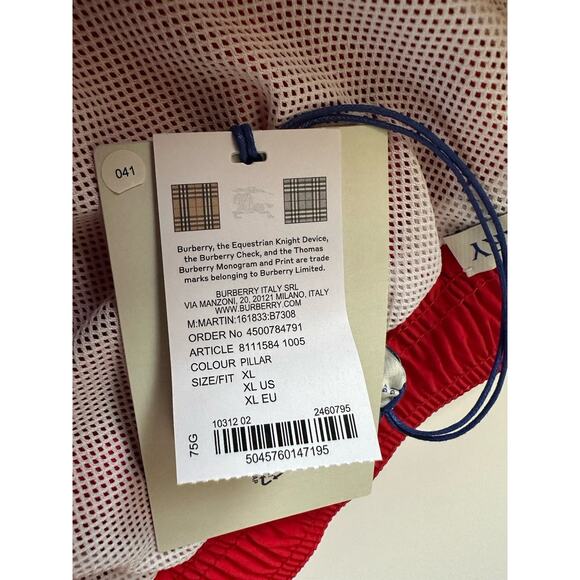 041
Burberry, the Equestrian Knight Device,
the Burberry Check, and the Thomas
Burberry Monogram and Print are trade
marks belonging to Burberry Limited.
BURBERRY ITALY SRL
VIA MANZONI, 20, 20121 MILANO, ITALY
WWW.BURBERRY.COM
M:MARTIN:161833:B7308
ORDER No 4500784791
ARTICLE 8111584 1005
COLOUR PILLAR
SIZE/FIT XL
XL US
XL EU
10312 02 2460795
75G
5045760147195